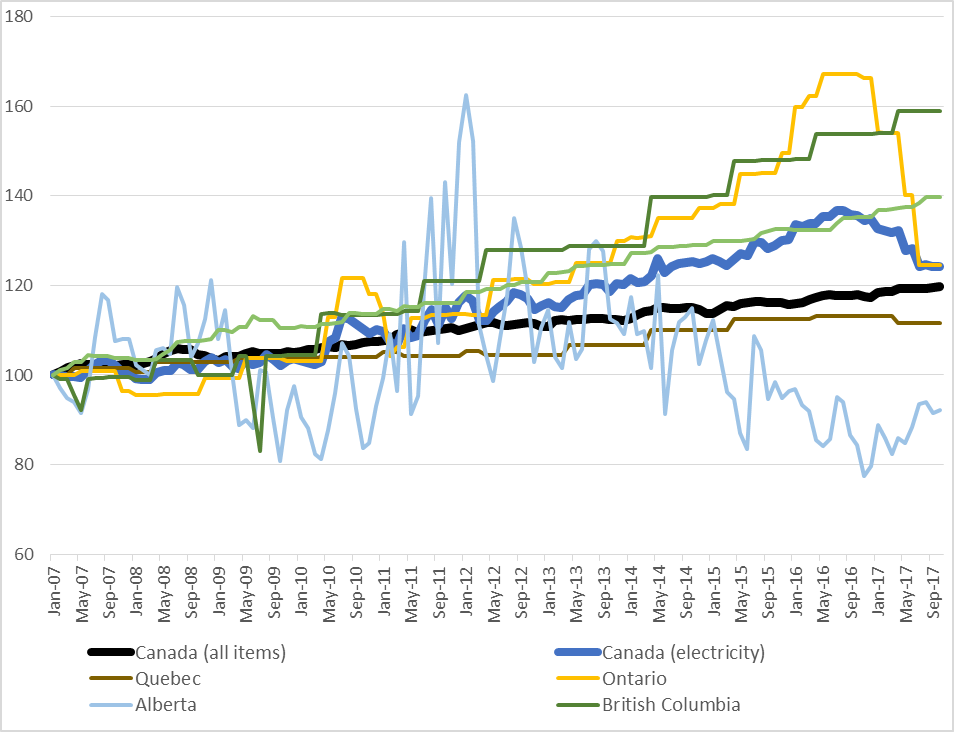 180
160
140
120
100
80
60
Jan-07 May-07 Sep-07 Jan-08 May-08 Sep-08 Jan-09 May-09 Sep-09 Jan-10 May-10 Sep-10 Jan-11 May-11 Sep-11 Jan-12 May-12 Sep-12 Jan-13 May-13 Sep-13 Jan-14 May-14 Sep-14 Jan-15 May-15 Sep-15 Jan-16 May-16 Sep-16 Jan-17 May-17 Sep-17
Canada (all items) Canada (electricity)
Quebec Ontario
Alberta British Columbia